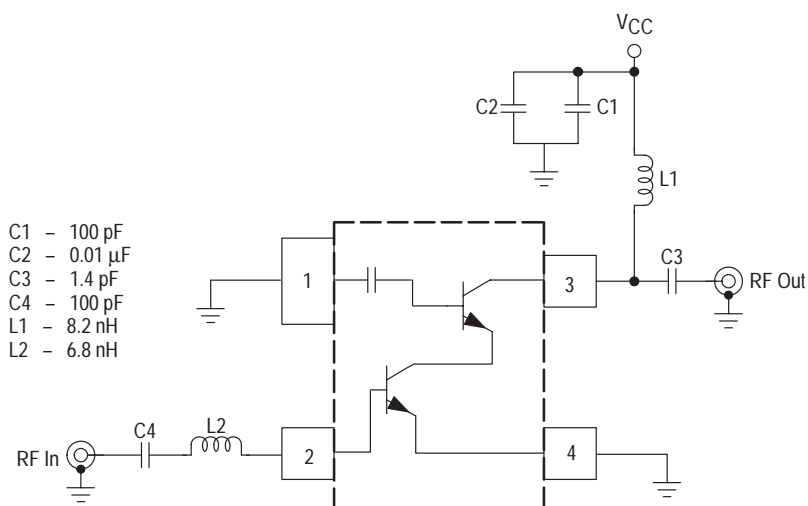 VCC
C2
C1
L1
C1 – 100 pF
C2 – 0.01 μF
C3 – 1.4 pF
C4 – 100 pF
L1 – 8.2 nH
L2 – 6.8 nH
1
3
C3
RF Out
C4
L2
RF In
2
4